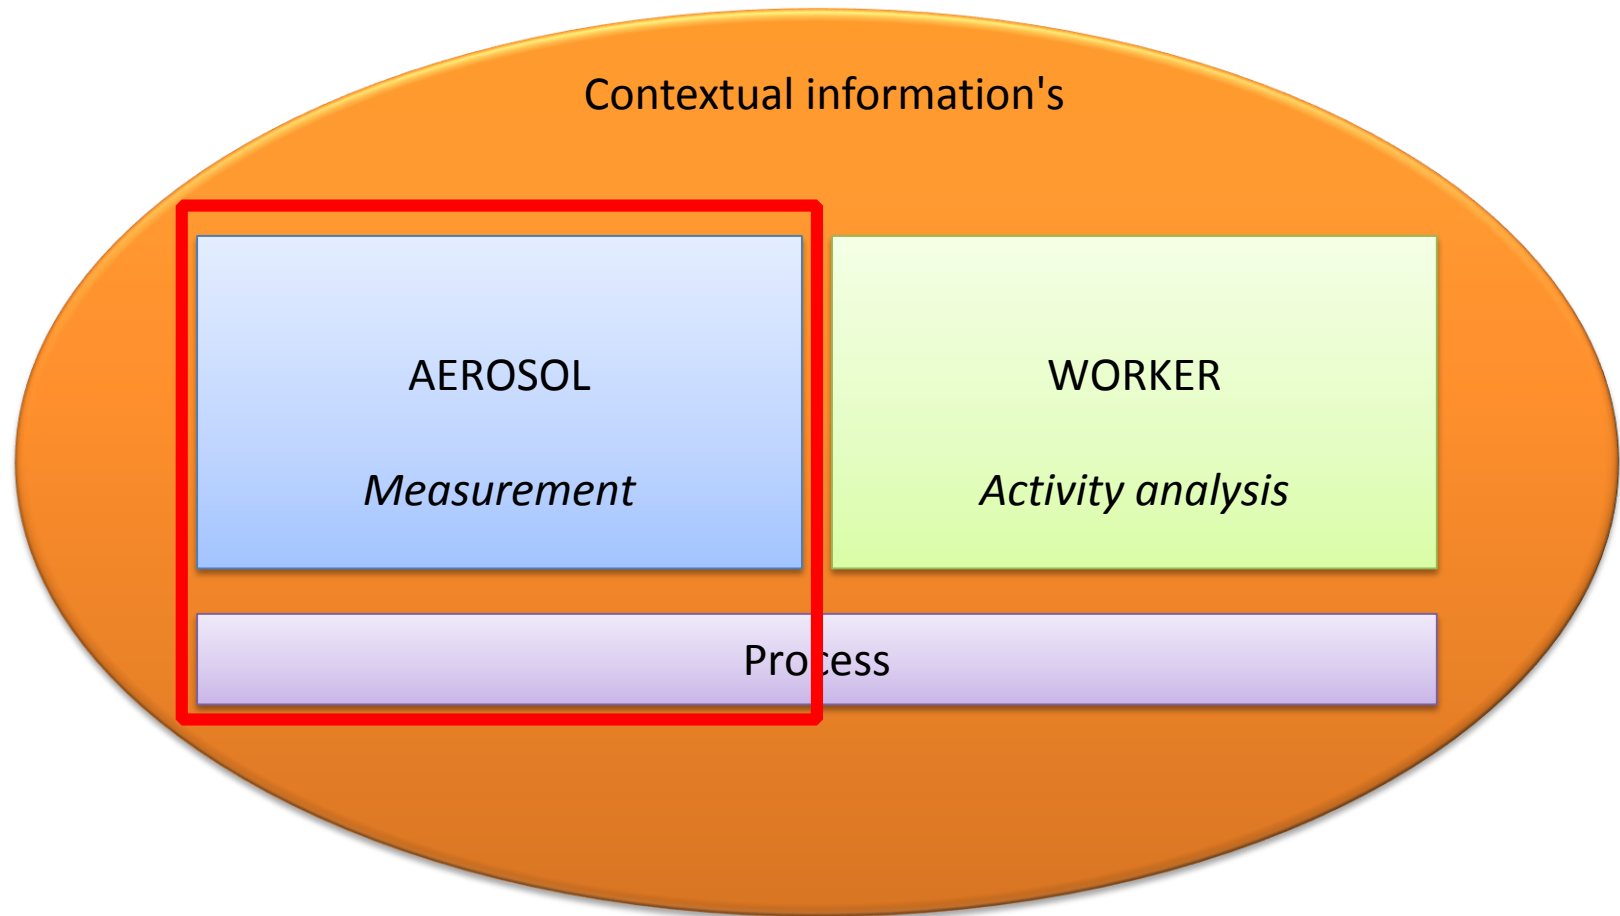 Contextual information's
AEROSOL
WORKER
Measurement
Activity analysis
Process